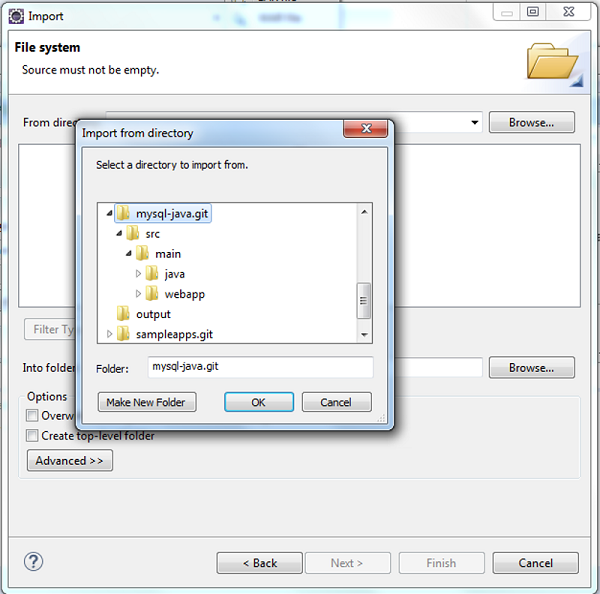 Import
File system
Source must not be empty.
From direc
Browse...
Import from directory
Select a directory to import from.
mysql-java.git
src
main
java
webapp
output
sampleapps.git
Folder: mysql-java.git
Make New Folder OK Cancel
Filter Ty
Into folder
Browse...
Options
Overw
Create top-level folder
Advanced >>
? < Back Next > Finish Cancel